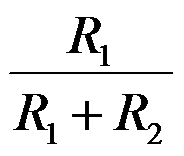 R₁
R₁ + R₂